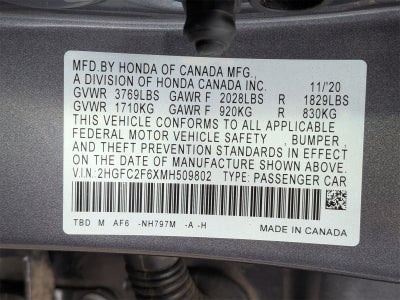 MFD.BY HONDA OF CANADA MFG.,
A DIVISION OF HONDA CANADA INC. 11/'20
GVWR 3769LBS GAWR F 2028LBS R 1829LBS
GVWR 1710KG GAWR F 920KG R 830KG
THIS VEHICLE CONFORMS TO ALL APPLICABLE
FEDERAL MOTOR VEHICLE SAFETY , BUMPER ,
AND THEFT PREVENTION STANDARDS IN EFFECT
ON THE DATE OF MANUFACTURE SHOWN ABOVE.
V.I.N:2HGFC2F6XMH509802 TYPE: PASSENGER CAR
TBD M AF6 -NH797M -A -H MADE IN CANADA